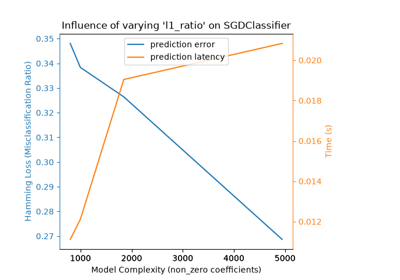 Influence of varying 'l1_ratio' on SGDClassifier
prediction error
prediction latency
Hamming Loss (Misclassification Ratio)
0.35
0.34
0.33
0.32
0.31
0.30
0.29
0.28
0.27
0.020
0.018
0.016
0.014
0.012
Time (s)
1000 2000 3000 4000 5000
Model Complexity (non_zero coefficients)